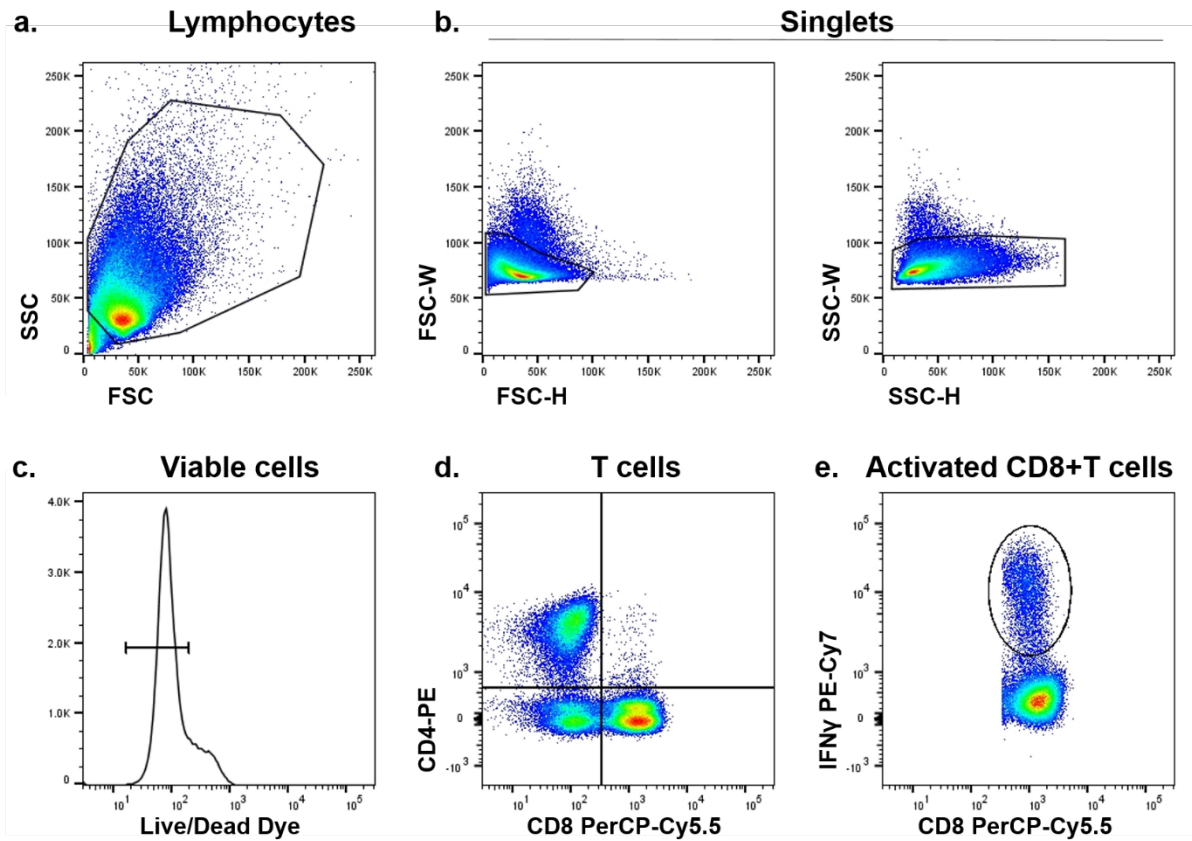 a. Lymphocytes
b. Singlets
250K
200K
150K
100K
50K
0
SSC
0 50K 100K 150K 200K 250K
FSC
250K
200K
150K
100K
50K
0
FSC-W
0 50K 100K 150K 200K 250K
FSC-H
250K
200K
150K
100K
50K
0
SSC-W
0 50K 100K 150K 200K 250K
SSC-H
c. Viable cells
4.0K
3.0K
2.0K
1.0K
0
10¹ 10² 10³ 10⁴ 10⁵
Live/Dead Dye
d. T cells
10⁵
10⁴
10³
0
-10³
CD4-PE
10¹ 10² 10³ 10⁴ 10⁵
CD8 PerCP-Cy5.5
e. Activated CD8+T cells
10⁵
10⁴
10³
0
-10³
IFNγ PE-Cy7
10¹ 10² 10³ 10⁴ 10⁵
CD8 PerCP-Cy5.5